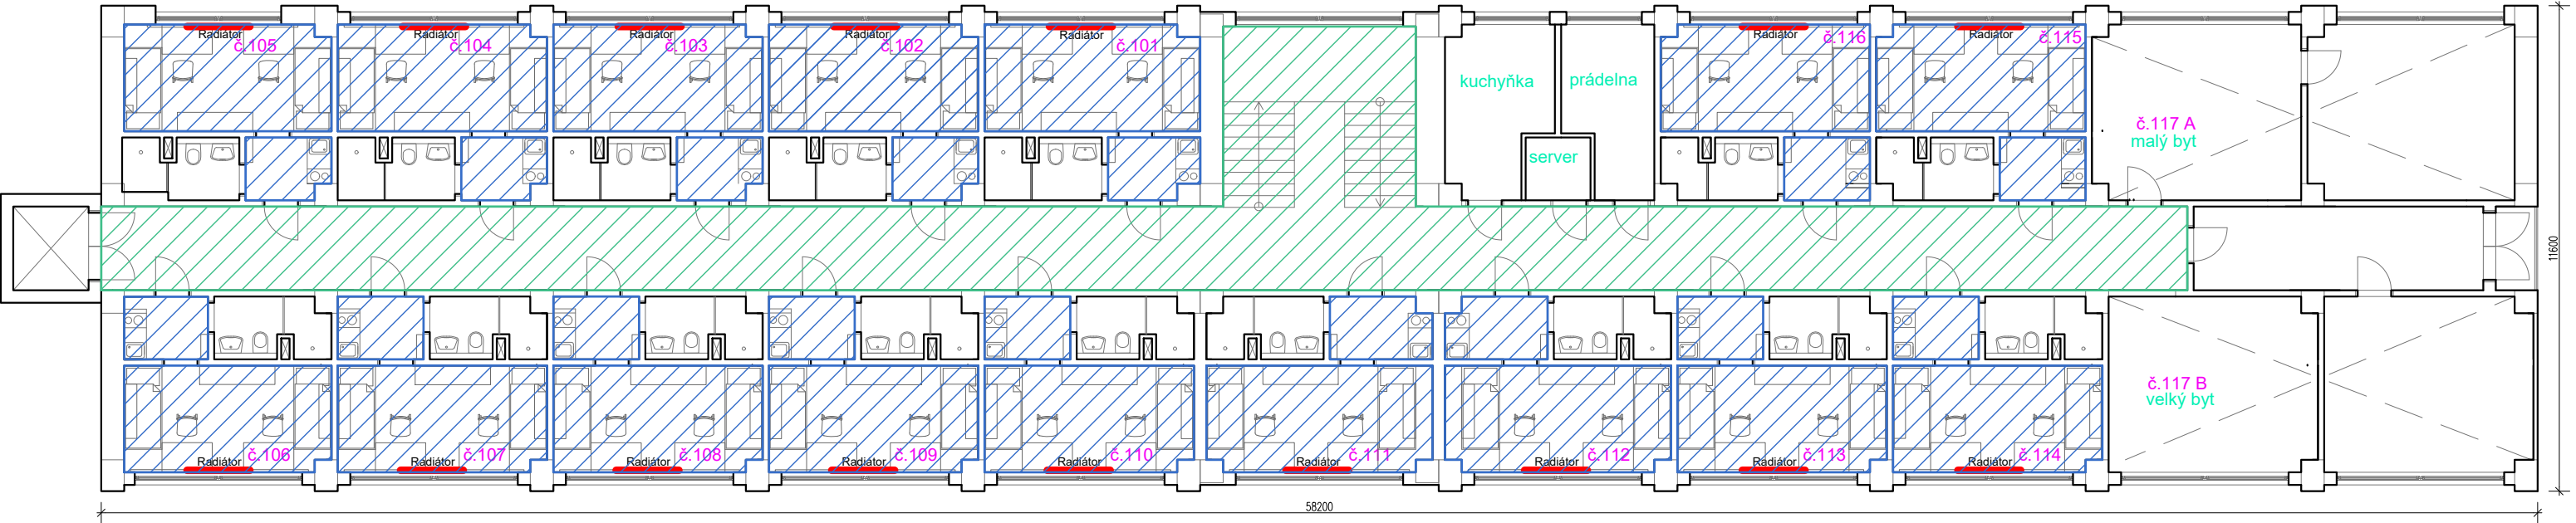 Radiátor
č.105
Radiátor
č.104
Radiátor
č.103
Radiátor
č.102
Radiátor
č.101
Radiátor
č.116
Radiátor
č.115
kuchyňka
prádelna
server
č.117 A
malý byt
11600
č.117 B
velký byt
Radiátor
č.106
Radiátor
č.107
Radiátor
č.108
Radiátor
č.109
Radiátor
č.110
Radiátor
č.111
Radiátor
č.112
Radiátor
č.113
Radiátor
č.114
58200